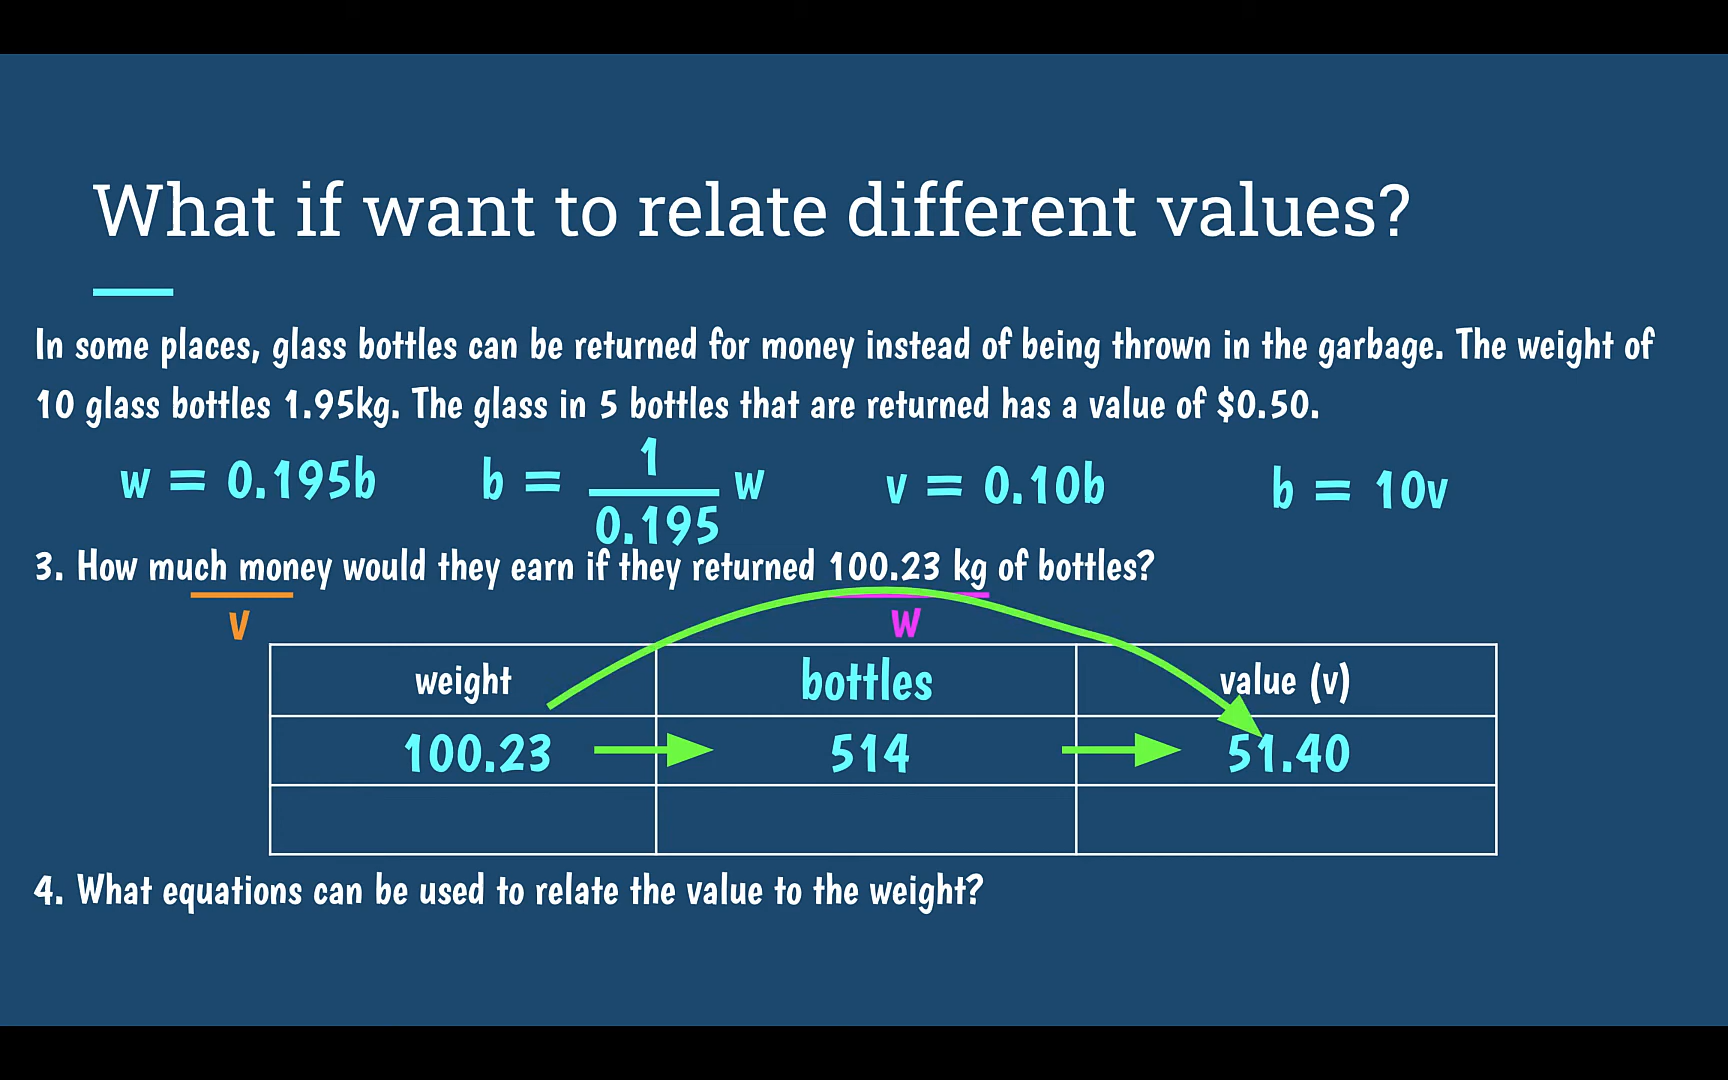 What if want to relate different values?
In some places, glass bottles can be returned for money instead of being thrown in the garbage. The weight of
10 glass bottles 1.95kg. The glass in 5 bottles that are returned has a value of $0.50.
w = 0.195b b = 1/0.195 w v = 0.10b b = 10v
3. How much money would they earn if they returned 100.23 kg of bottles?
v w
weight bottles value (v)
100.23 514 51.40
4. What equations can be used to relate the value to the weight?